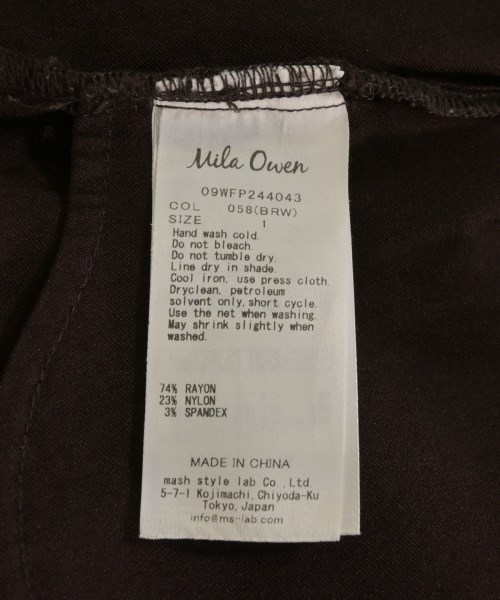 Mila Owen
09WFP244043
COL 058(BRW)
SIZE 1
Hand wash cold.
Do not bleach.
Do not tumble dry.
Line dry in shade.
Cool iron, use press cloth.
Dryclean, petroleum
solvent only, short cycle.
Use the net when washing.
May shrink slightly when
washed.
74% RAYON
23% NYLON
3% SPANDEX
MADE IN CHINA
mash style lab Co., Ltd.
5-7-1 Kojimachi, Chiyoda-Ku
Tokyo, Japan
info@ms-lab.com